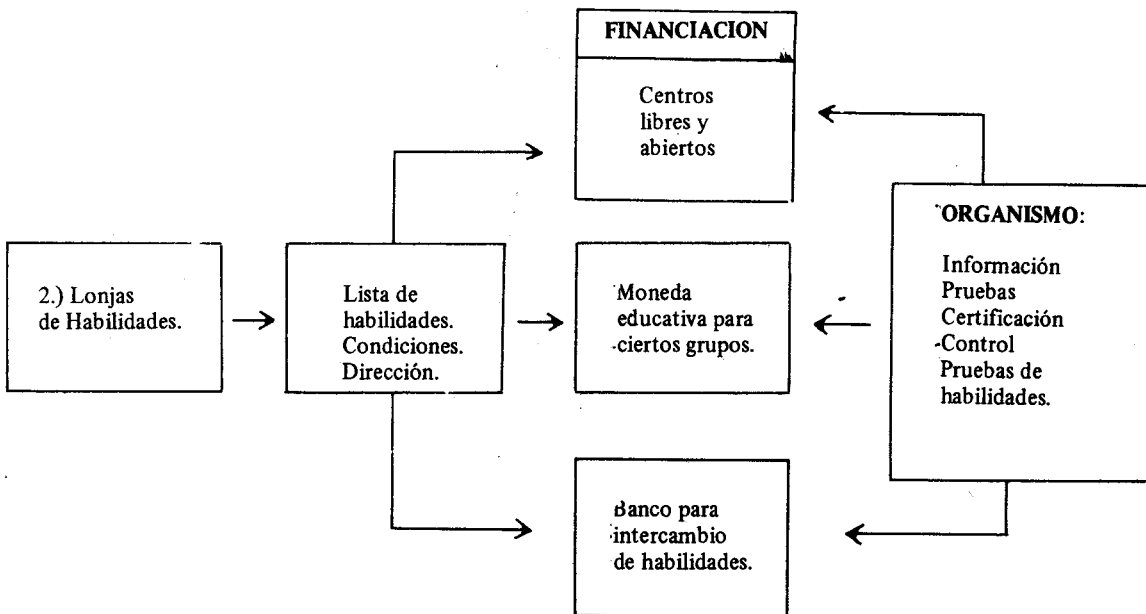 FINANCIACION
Centros
libres y
abiertos
2.) Lonjas
de Habilidades.
Lista de
habilidades.
Condiciones.
Dirección.
Moneda
educativa para
ciertos grupos.
Banco para
intercambio
de habilidades.
ORGANISMO:
Información
Pruebas
Certificación
Control
Pruebas de
habilidades.